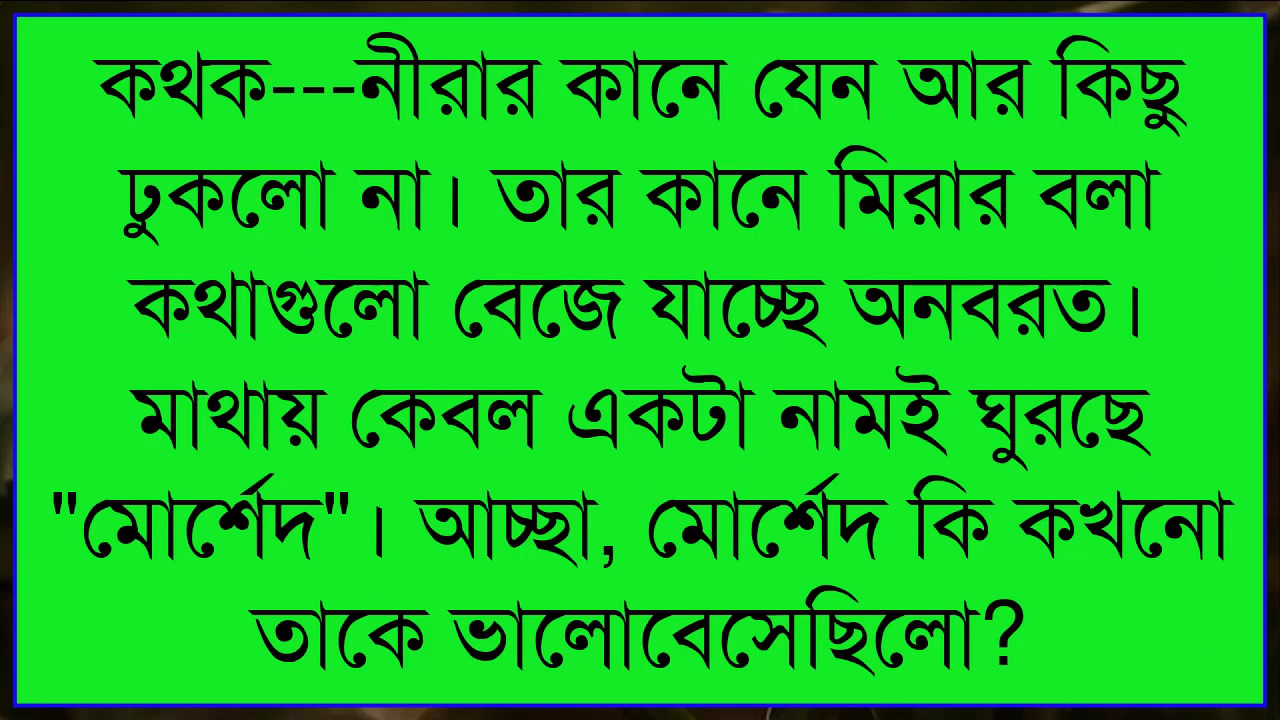 কথক---নীরার কানে যেন আর কিছু
ঢুকলো না। তার কানে মিরার বলা
কথাগুলো বেজে যাচ্ছে অনবরত।
মাথায় কেবল একটা নামই ঘুরছে
"মোর্শেদ"। আচ্ছা, মোর্শেদ কি কখনো
তাকে ভালোবেসেছিলো?